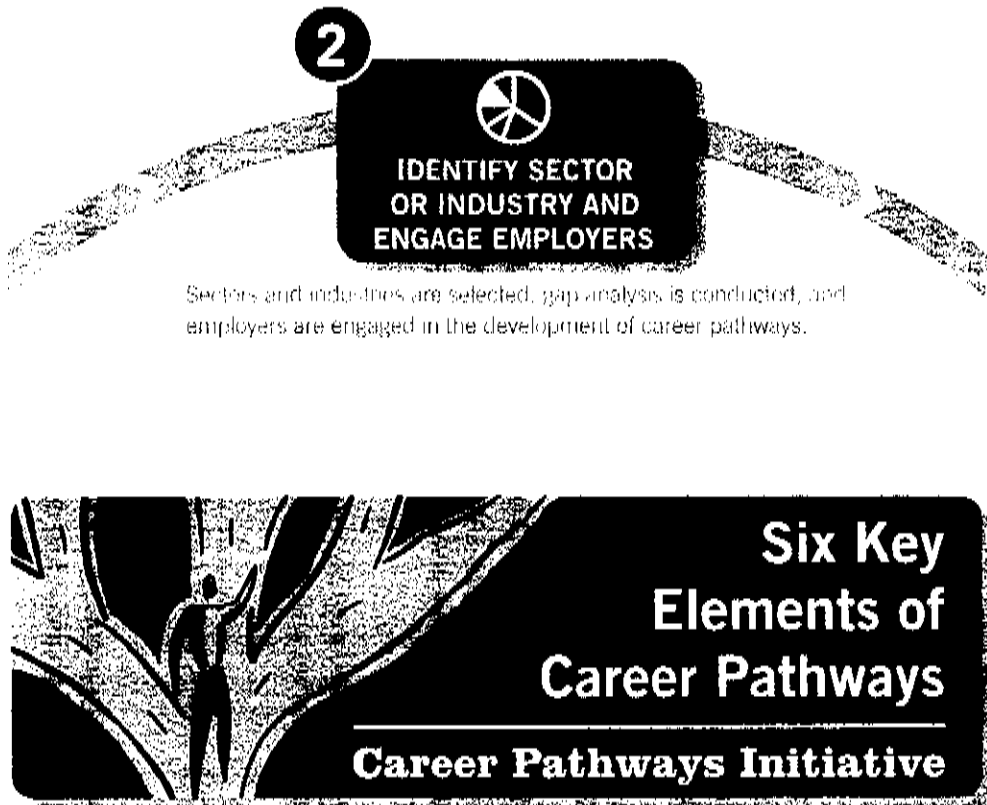 2
IDENTIFY SECTOR
OR INDUSTRY AND
ENGAGE EMPLOYERS
Sectors and industries are selected, gap analysis is conducted, and
employers are engaged in the development of career pathways.
Six Key
Elements of
Career Pathways
Career Pathways Initiative